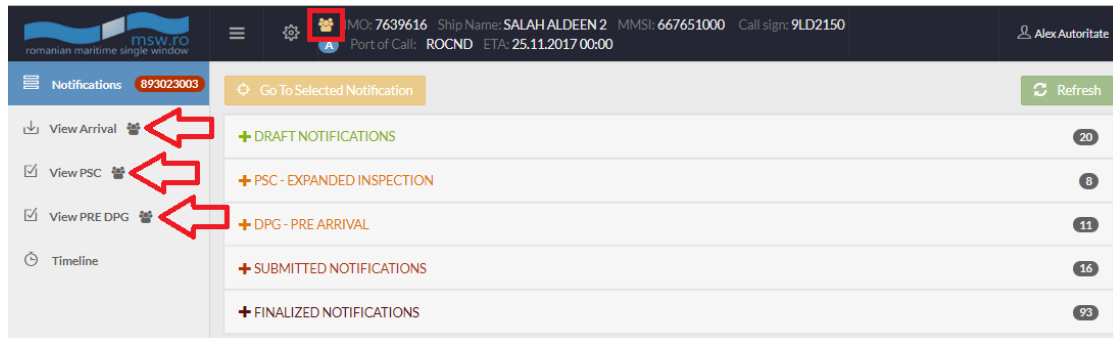 msw.ro
romanian maritime single window
MO: 7639616 Ship Name: SALAH ALDEEN 2 MMSI: 667651000 Call sign: 9LD2150
A Port of Call: ROCND ETA: 25.11.2017 00:00
Alex Autoritate
Notifications 893023003
Go To Selected Notification
Refresh
View Arrival
View PSC
View PRE DPG
Timeline
DRAFT NOTIFICATIONS 20
PSC - EXPANDED INSPECTION 8
DPG - PRE ARRIVAL 11
SUBMITTED NOTIFICATIONS 16
FINALIZED NOTIFICATIONS 93